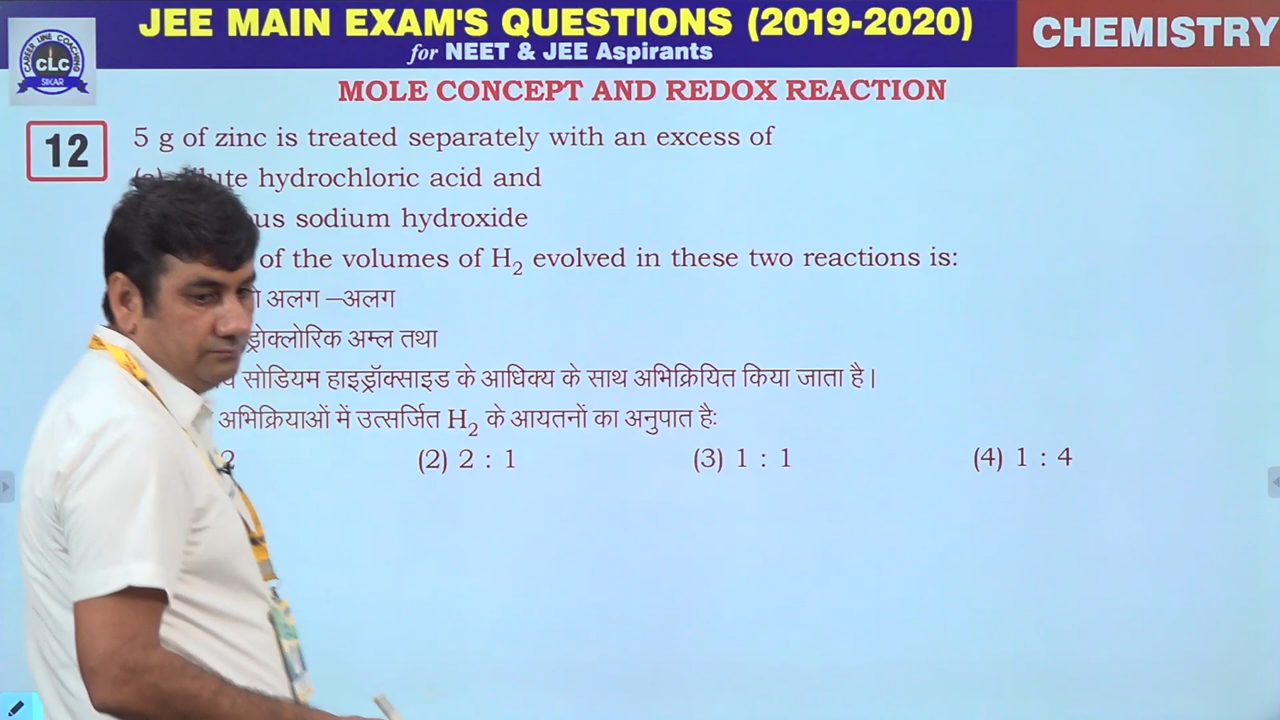 JEE MAIN EXAM'S QUESTIONS (2019-2020)
for NEET & JEE Aspirants
CHEMISTRY
CAREER LINE COACHING
CLC
SIKAR
MOLE CONCEPT AND REDOX REACTION
12
5 g of zinc is treated separately with an excess of
hydrochloric acid and
sodium hydroxide
of the volumes of H₂ evolved in these two reactions is:
अलग –अलग
अम्ल तथा
सोडियम हाइड्रॉक्साइड के आधिक्य के साथ अभिक्रियित किया जाता है।
अभिक्रियाओं में उत्सर्जित H₂ के आयतनों का अनुपात हैः
2
(2) 2 : 1
(3) 1 : 1
(4) 1 : 4